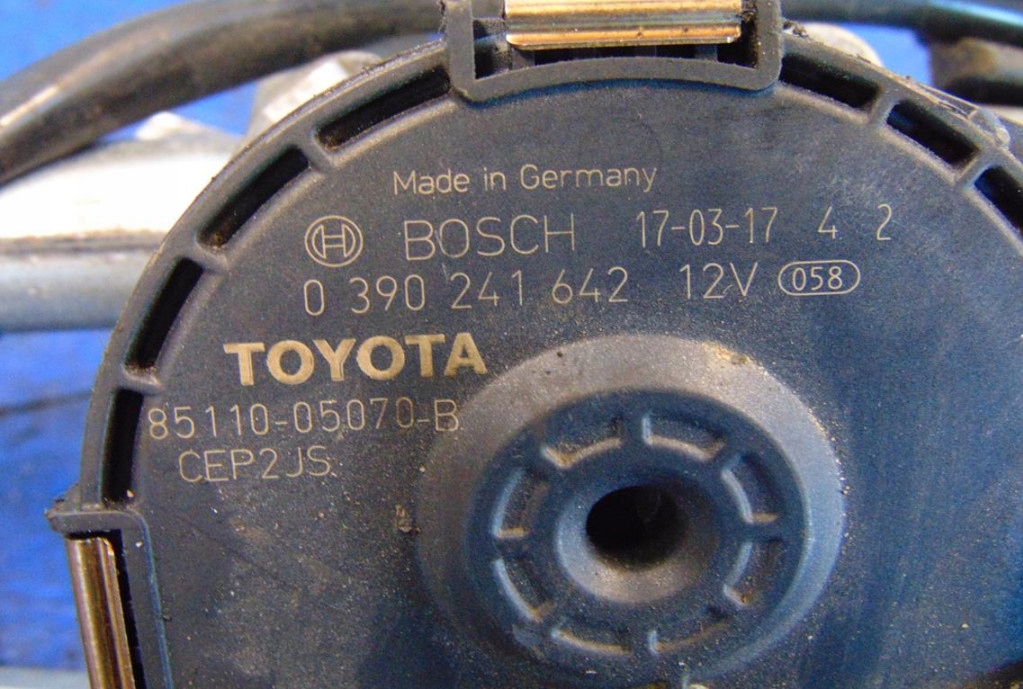 Made in Germany
BOSCH 17-03-17 4 2
0 390 241 642 12V 058
TOYOTA
85110-05070-B
CEP2JS